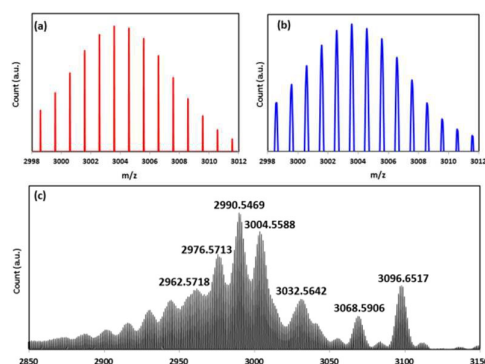 (a)
Count (a.u.)
2998 3000 3002 3004 3006 3008 3010 3012
m/z
(b)
Count (a.u.)
2998 3000 3002 3004 3006 3008 3010 3012
m/z
(c)
Count (a.u.)
2990.5469
3004.5588
2976.5713
2962.5718
3032.5642
3068.5906
3096.6517
2850 2900 2950 3000 3050 3100 3150